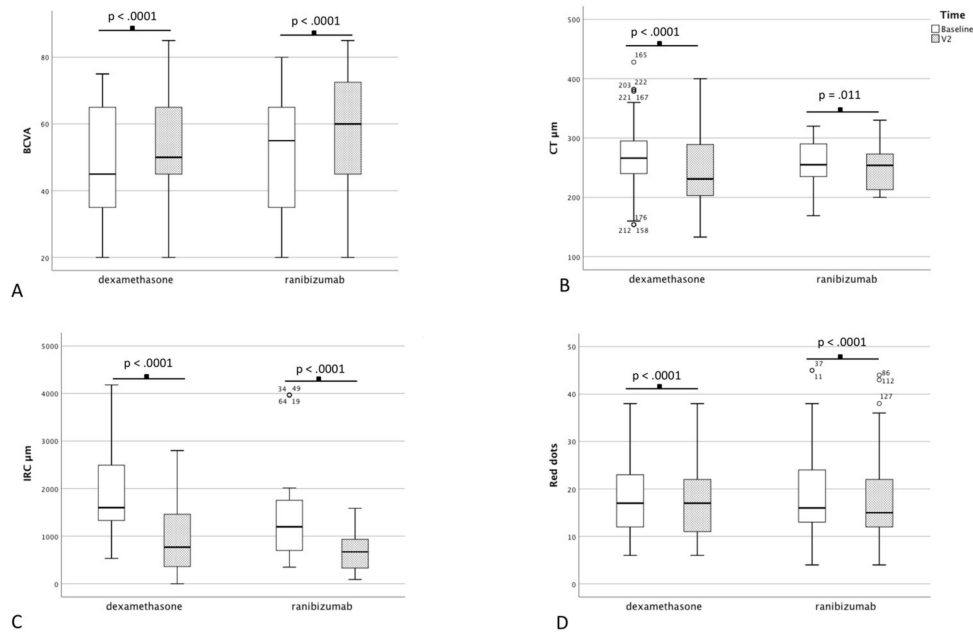 p < .0001
p < .0001
BCVA
80
60
40
20
dexamethasone
ranibizumab
A
Time
Baseline
V2
p < .0001
p = .011
CT µm
500
400
300
200
100
165
203 222
221 167
176
212 158
dexamethasone
ranibizumab
B
p < .0001
p < .0001
IRC µm
5000
4000
3000
2000
1000
0
34 49
64 19
dexamethasone
ranibizumab
C
p < .0001
p < .0001
Red dots
50
40
30
20
10
0
37
11
86
112
127
dexamethasone
ranibizumab
D